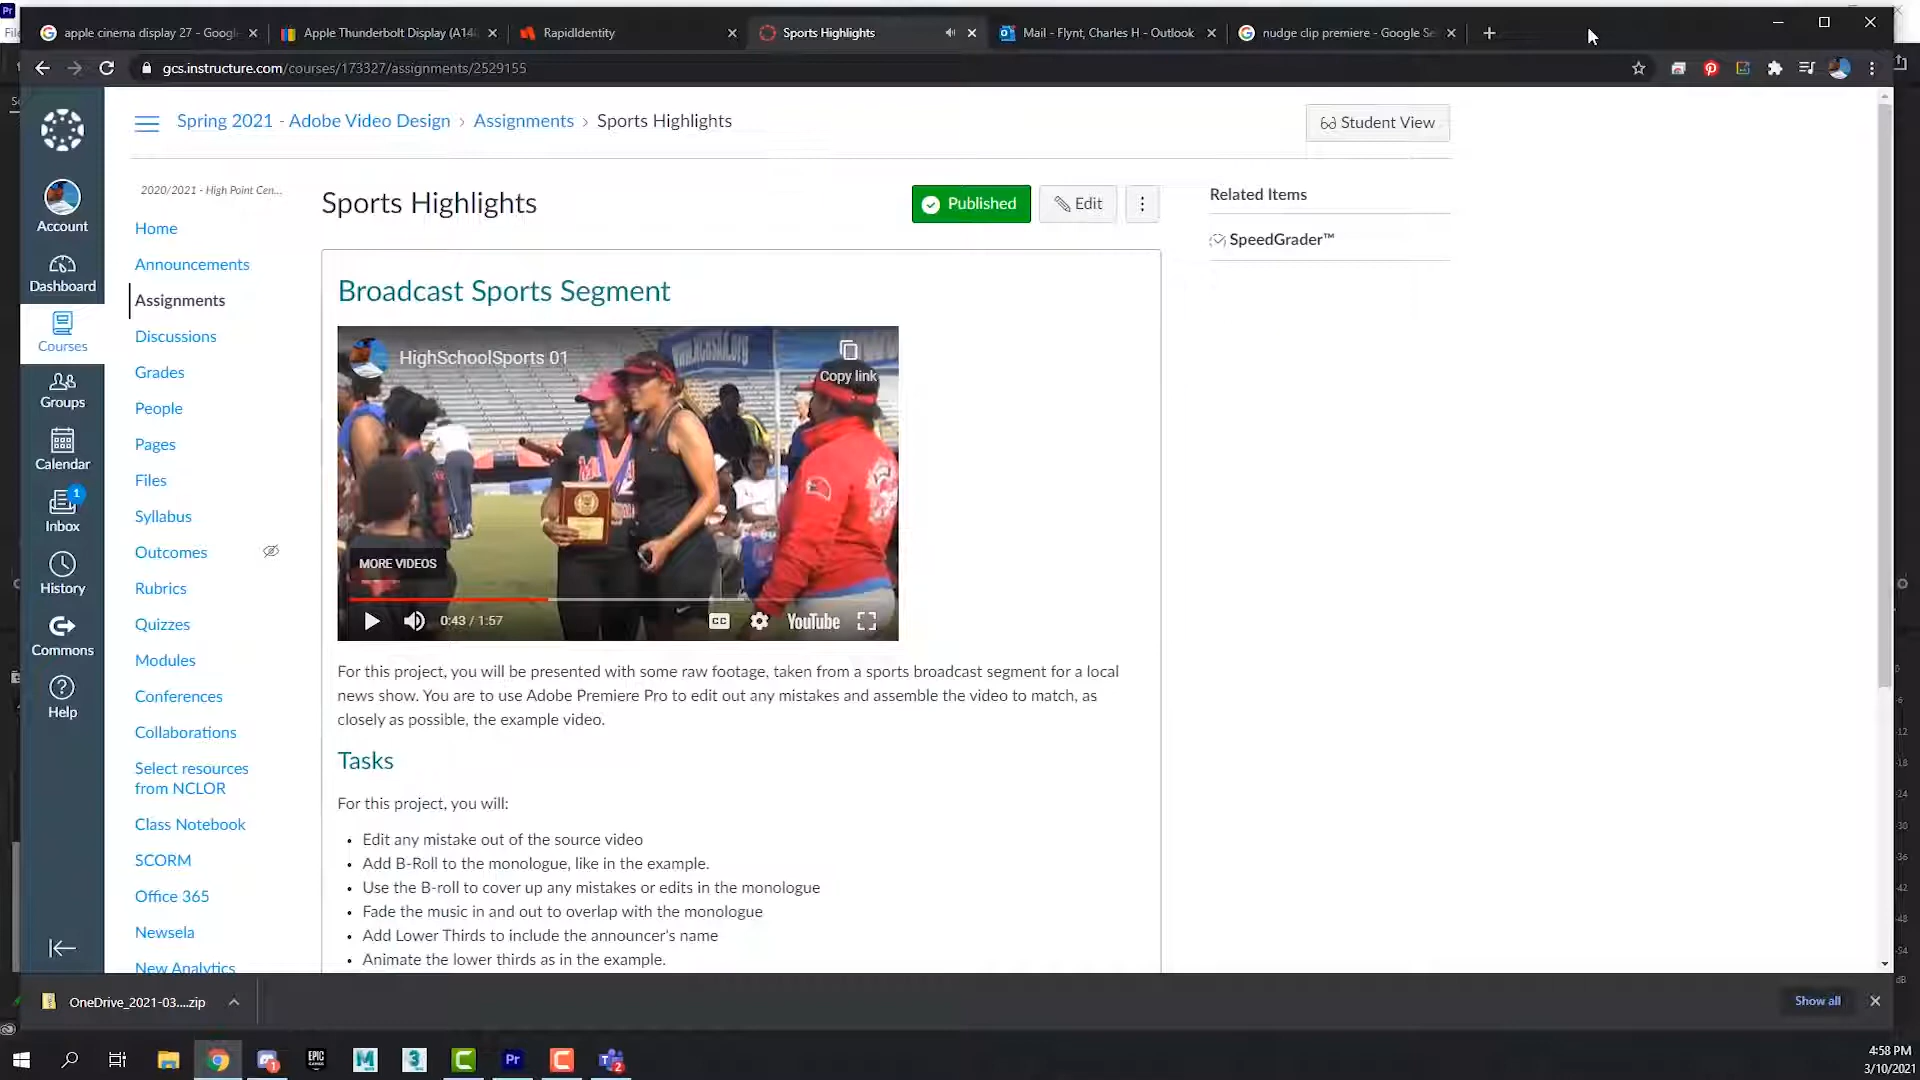 Pr
apple cinema display 27 - Googl
Apple Thunderbolt Display (A140
RapidIdentity
Sports Highlights
Mail - Flynt, Charles H - Outlook
nudge clip premiere - Google Se
gcs.instructure.com/courses/173327/assignments/2529155
Spring 2021 - Adobe Video Design › Assignments › Sports Highlights
Student View
Account
Dashboard
Courses
Groups
Calendar
1
Inbox
History
Commons
Help
2020/2021 - High Point Cen...
Home
Announcements
Assignments
Discussions
Grades
People
Pages
Files
Syllabus
Outcomes
Rubrics
Quizzes
Modules
Conferences
Collaborations
Select resources
from NCLOR
Class Notebook
SCORM
Office 365
Newsela
New Analytics
Sports Highlights
Published
Edit
Related Items
SpeedGrader™
Broadcast Sports Segment
HighSchoolSports 01
Copy link
MORE VIDEOS
0:43 / 1:57
CC
YouTube
For this project, you will be presented with some raw footage, taken from a sports broadcast segment for a local
news show. You are to use Adobe Premiere Pro to edit out any mistakes and assemble the video to match, as
closely as possible, the example video.
Tasks
For this project, you will:
• Edit any mistake out of the source video
• Add B-Roll to the monologue, like in the example.
• Use the B-roll to cover up any mistakes or edits in the monologue
• Fade the music in and out to overlap with the monologue
• Add Lower Thirds to include the announcer's name
• Animate the lower thirds as in the example.
OneDrive_2021-03....zip
Show all
EPIC
Pr
4:58 PM
3/10/2021